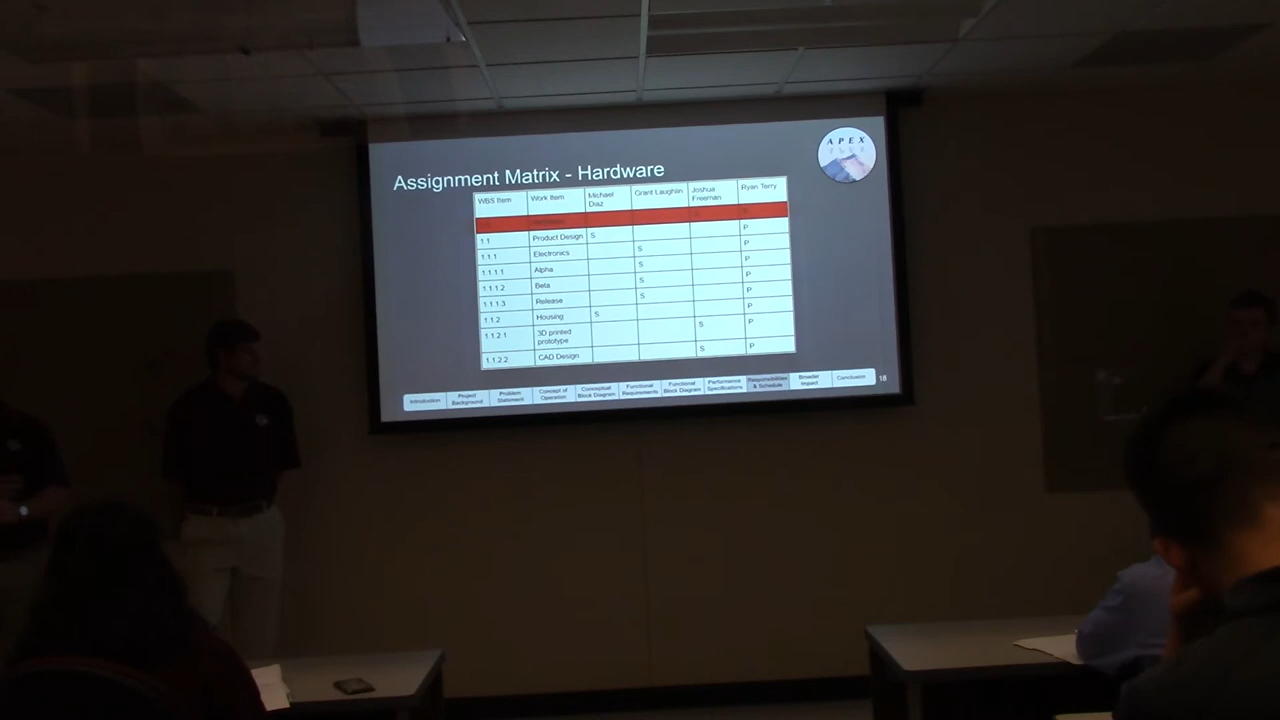 APEX
Assignment Matrix - Hardware
WBS Item Work Item Michael Diaz Grant Laughlin Joshua Freeman Ryan Terry
1.1 Product Design S P
1.1.1 Electronics S P
1.1.1.1 Alpha S P
1.1.1.2 Beta S P
1.1.1.3 Release S P
1.1.2 Housing S P
1.1.2.1 3D printed prototype S P
1.1.2.2 CAD Design S P
Introduction Project Background Problem Statement Concept of Operation Conceptual Block Diagram Functional Requirements Functional Block Diagram Performance Specifications Responsibilities & Schedule Broader Impact Conclusion 18